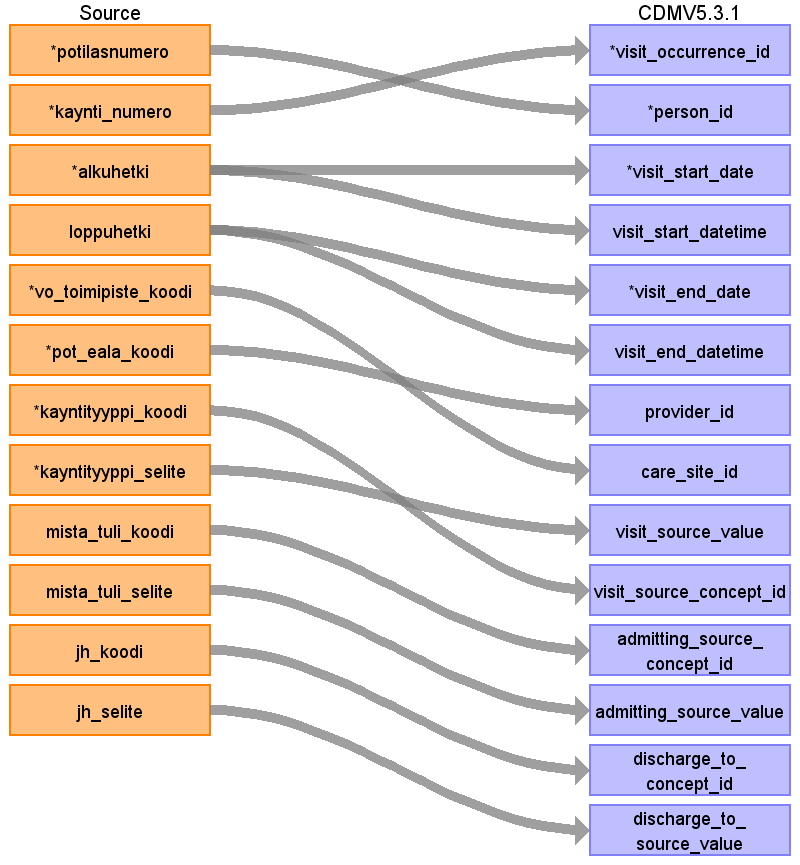 Source
CDMV5.3.1
*potilasnumero
*visit_occurrence_id
*kaynti_numero
*person_id
*alkuhetki
*visit_start_date
loppuhetki
visit_start_datetime
*vo_toimipiste_koodi
*visit_end_date
*pot_eala_koodi
visit_end_datetime
*kayntityyppi_koodi
provider_id
*kayntityyppi_selite
care_site_id
mista_tuli_koodi
visit_source_value
mista_tuli_selite
visit_source_concept_id
jh_koodi
admitting_source_
concept_id
jh_selite
admitting_source_value
discharge_to_
concept_id
discharge_to_
source_value